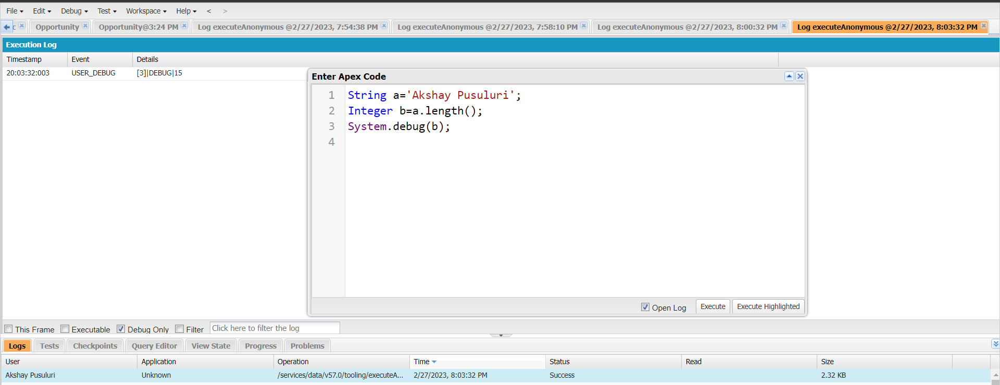 File Edit Debug Test Workspace Help < >
c Opportunity Opportunity@3:24 PM Log executeAnonymous @2/27/2023, 7:54:38 PM Log executeAnonymous @2/27/2023, 7:58:10 PM Log executeAnonymous @2/27/2023, 8:00:32 PM Log executeAnonymous @2/27/2023, 8:03:32 PM
Execution Log
Timestamp Event Details
20:03:32:003 USER_DEBUG [3]|DEBUG|15
Enter Apex Code
1 String a='Akshay Pusuluri';
2 Integer b=a.length();
3 System.debug(b);
4
Open Log Execute Execute Highlighted
This Frame Executable Debug Only Filter Click here to filter the log
Logs Tests Checkpoints Query Editor View State Progress Problems
User Application Operation Time Status Read Size
Akshay Pusuluri Unknown /services/data/v57.0/tooling/executeA... 2/27/2023, 8:03:32 PM Success 2.32 KB